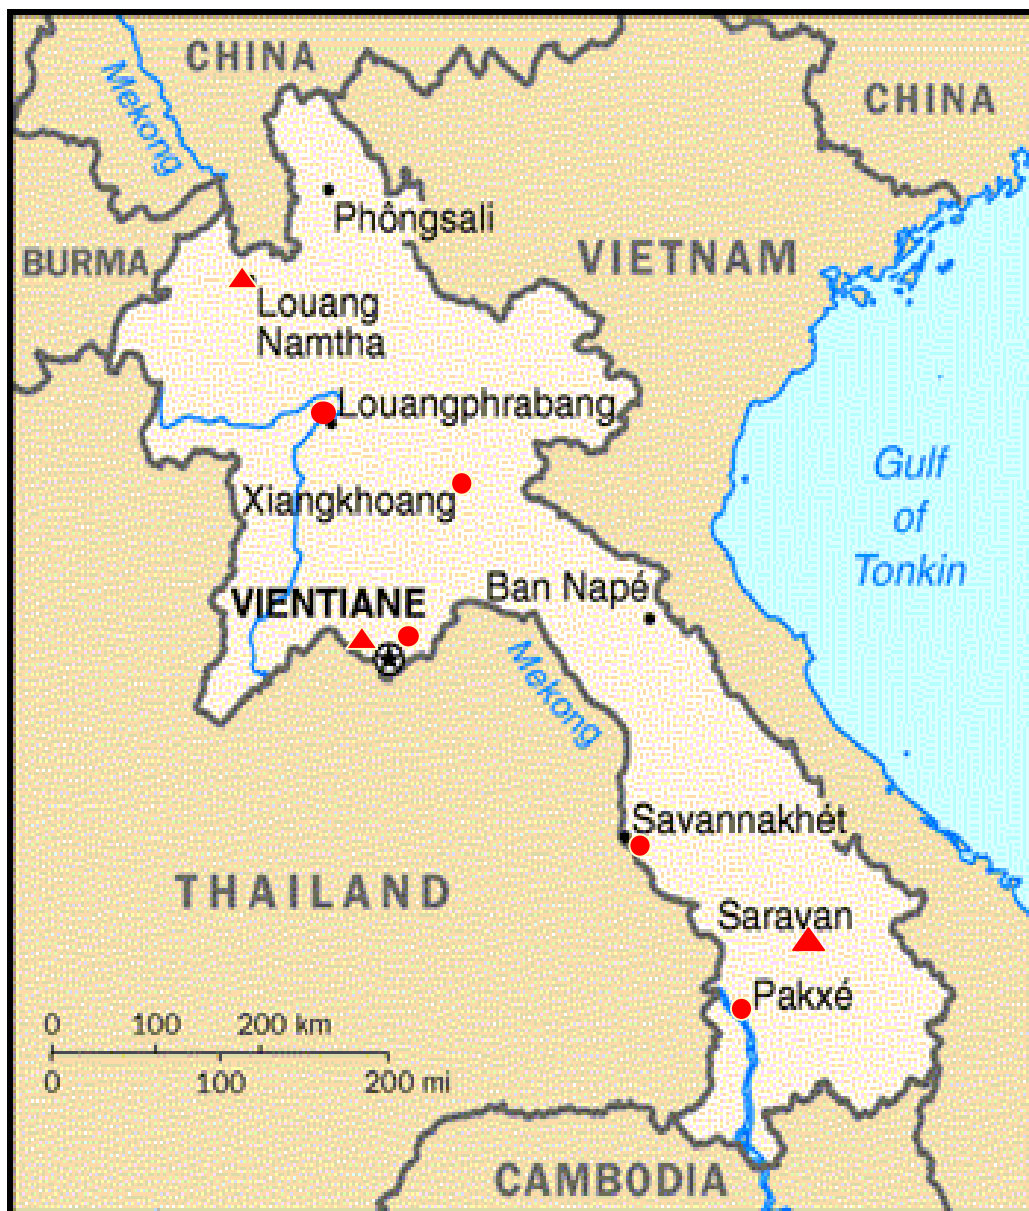 CHINA
Mekong
CHINA
Phôngsali
VIETNAM
BURMA
Louang
Namtha
Louangphrabang
Gulf
of
Tonkin
Xiangkhoang
Ban Napé
VIENTIANE
Mekong
Savannakhét
THAILAND
Saravan
Pakxé
0 100 200 km
0 100 200 mi
CAMBODIA